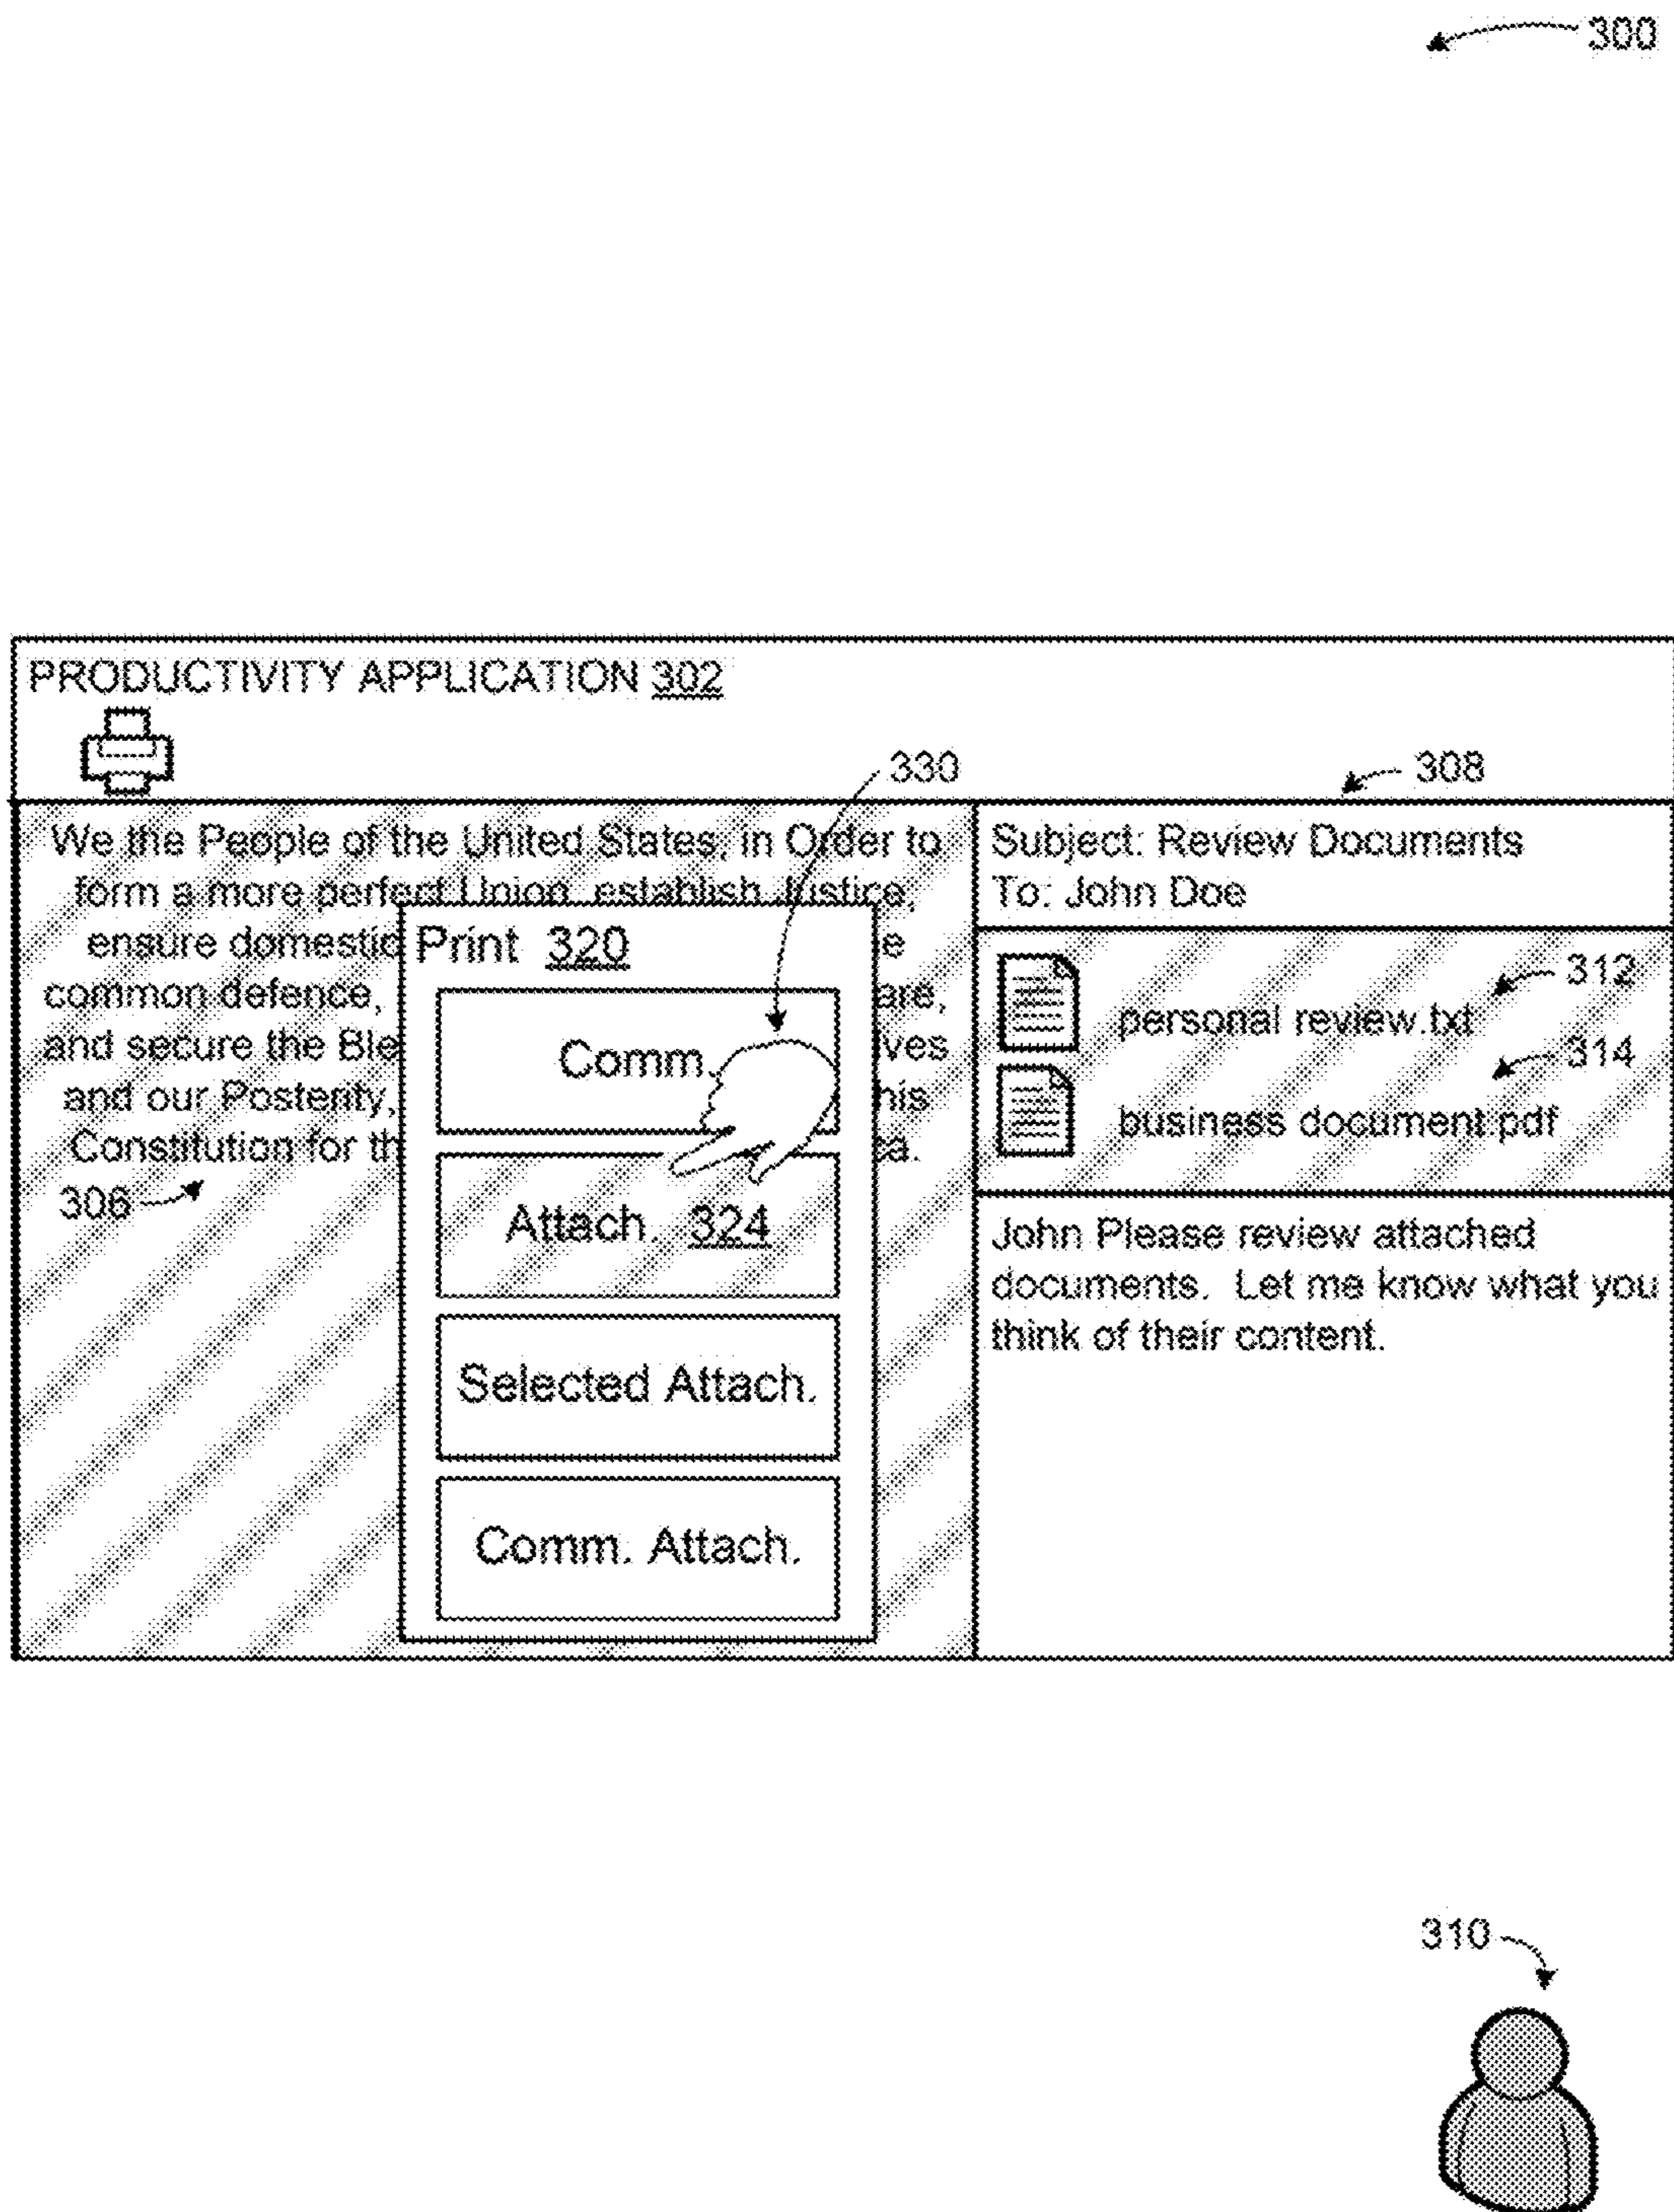 300
PRODUCTIVITY APPLICATION 302
330
308
We the People of the United States, in Order to
form a more perfect Union, establish Justice,
ensure domestic
common defence,
and secure the Ble
and our Posterity,
Constitution for th
e
are,
ves
his
ca.
306
Print 320
Comm.
Attach. 324
Selected Attach.
Comm. Attach.
Subject: Review Documents
To: John Doe
312
personal review.txt
314
business document.pdf
John Please review attached
documents. Let me know what you
think of their content.
310